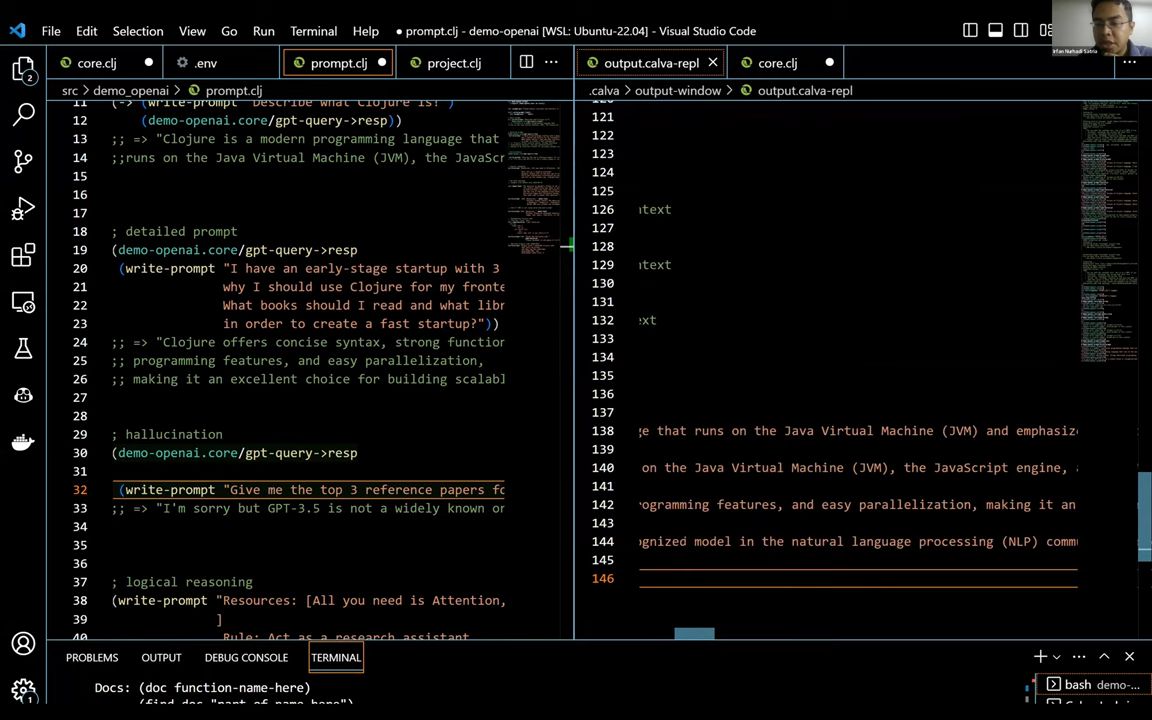 File Edit Selection View Go Run Terminal Help ● prompt.clj - demo-openai [WSL: Ubuntu-22.04] - Visual Studio Code
core.clj .env prompt.clj project.clj output.calva-repl core.clj
src > demo_openai > prompt.clj
.calva > output-window > output.calva-repl
11 (-> (write-prompt "Describe what Clojure is!")
12 (demo-openai.core/gpt-query->resp))
13 ;; => "Clojure is a modern programming language that
14 ;;runs on the Java Virtual Machine (JVM), the JavaScr
15
16
17
18 ; detailed prompt
19 (demo-openai.core/gpt-query->resp
20 (write-prompt "I have an early-stage startup with 3
21 why I should use Clojure for my fronte
22 What books should I read and what libr
23 in order to create a fast startup?"))
24 ;; => "Clojure offers concise syntax, strong function
25 ;; programming features, and easy parallelization,
26 ;; making it an excellent choice for building scalabl
27
28
29 ; hallucination
30 (demo-openai.core/gpt-query->resp
31
32 (write-prompt "Give me the top 3 reference papers fo
33 ;; => "I'm sorry but GPT-3.5 is not a widely known or
34
35
36
37 ; logical reasoning
38 (write-prompt "Resources: [All you need is Attention,
39 ]
40 Rule: Act as a research assistant
120
121
122
123
124
125
126 ntext
127
128
129 ntext
130
131
132 ext
133
134
135
136
137
138 ge that runs on the Java Virtual Machine (JVM) and emphasiz
139
140 on the Java Virtual Machine (JVM), the JavaScript engine, a
141
142 rogramming features, and easy parallelization, making it an
143
144 ognized model in the natural language processing (NLP) comm
145
146
PROBLEMS OUTPUT DEBUG CONSOLE TERMINAL
Docs: (doc function-name-here)
(find-doc "part-of-name-here")
bash demo-...
2
1
Irfan Nurhadi Satria